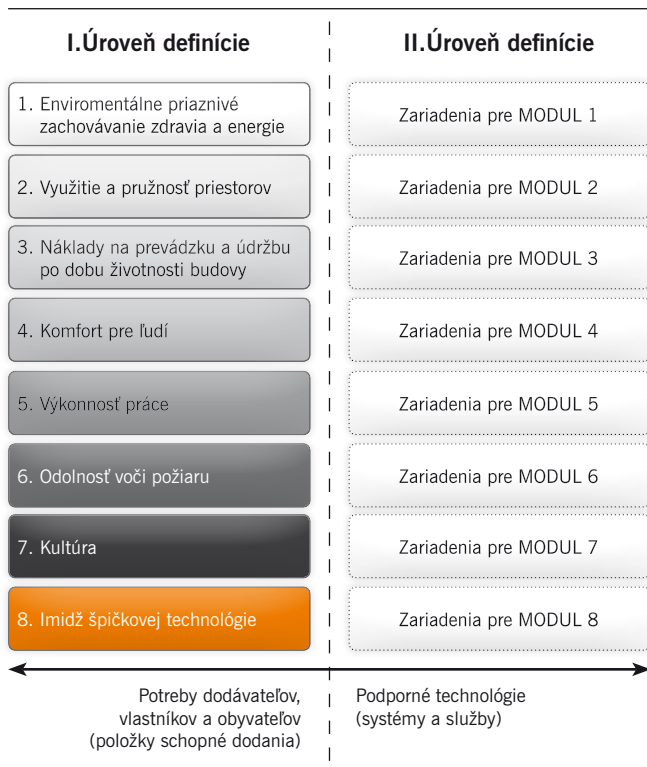 I.Úroveň definície
II.Úroveň definície
1. Enviromentálne priaznivé
zachovávanie zdravia a energie
Zariadenia pre MODUL 1
2. Využitie a pružnosť priestorov
Zariadenia pre MODUL 2
3. Náklady na prevádzku a údržbu
po dobu životnosti budovy
Zariadenia pre MODUL 3
4. Komfort pre ľudí
Zariadenia pre MODUL 4
5. Výkonnosť práce
Zariadenia pre MODUL 5
6. Odolnosť voči požiaru
Zariadenia pre MODUL 6
7. Kultúra
Zariadenia pre MODUL 7
8. Imidž špičkovej technológie
Zariadenia pre MODUL 8
Potreby dodávateľov,
vlastníkov a obyvateľov
(položky schopné dodania)
Podporné technológie
(systémy a služby)